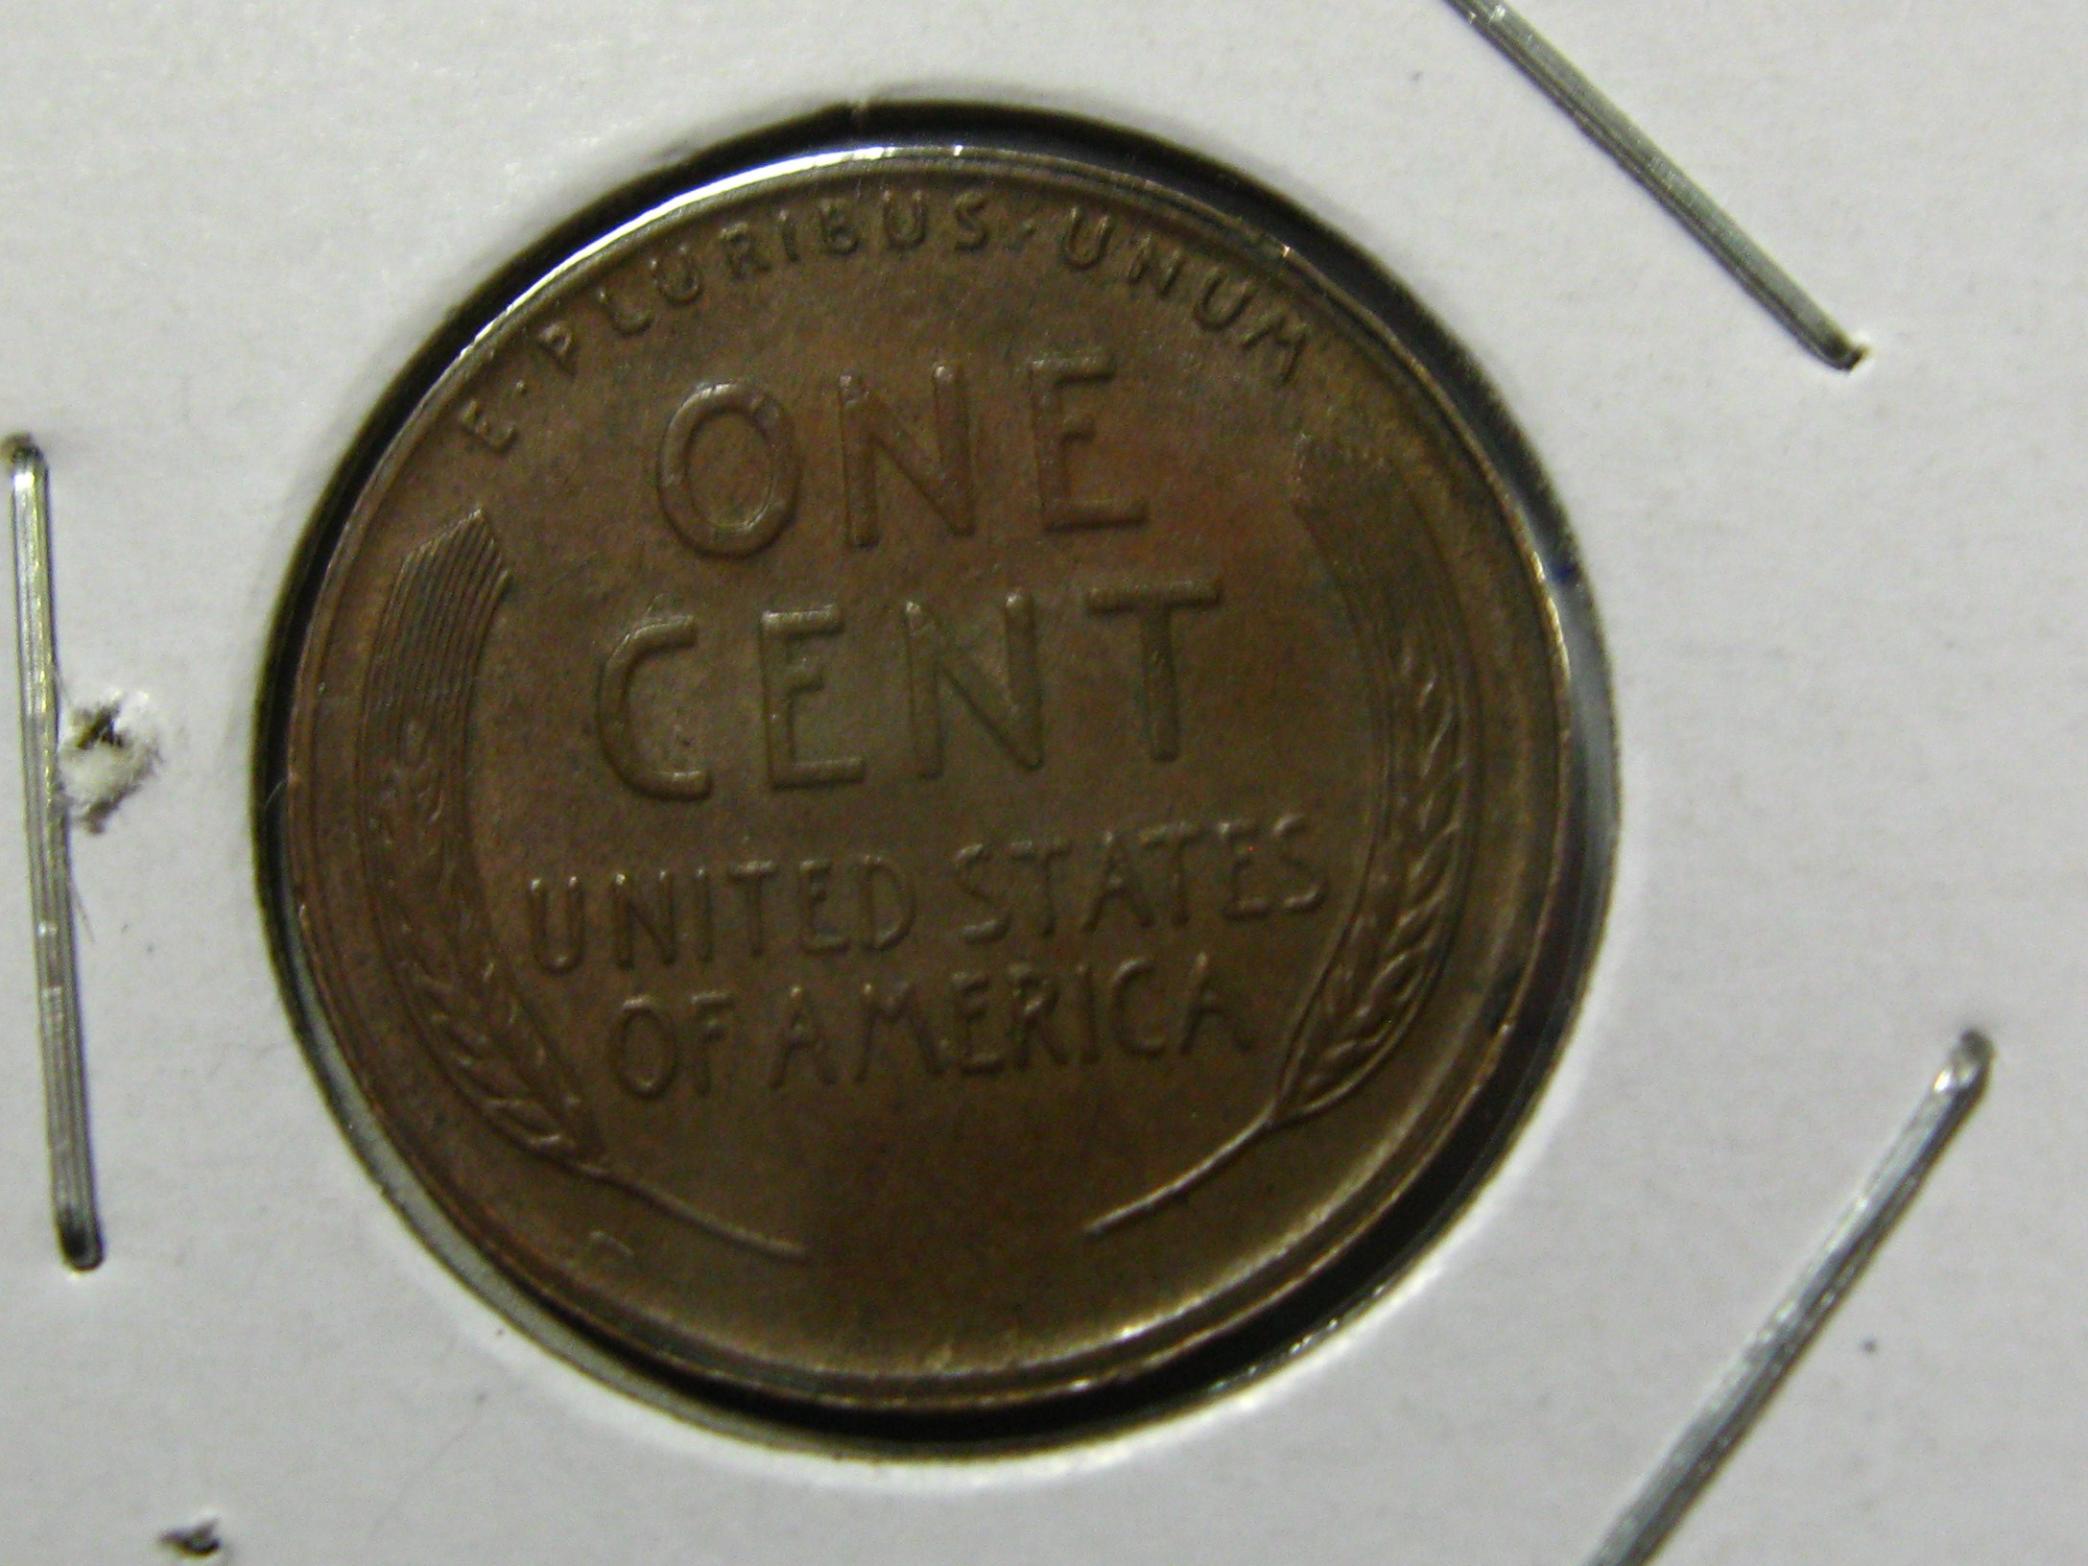 E·PLURIBUS·UNUM
ONE
CENT
UNITED STATES
OF AMERICA